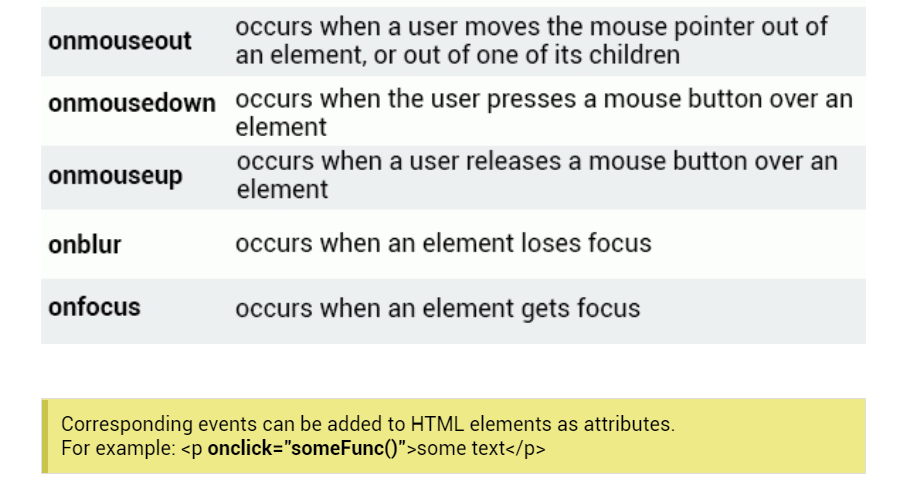 onmouseout
occurs when a user moves the mouse pointer out of
an element, or out of one of its children
onmousedown
occurs when the user presses a mouse button over an
element
onmouseup
occurs when a user releases a mouse button over an
element
onblur
occurs when an element loses focus
onfocus
occurs when an element gets focus
Corresponding events can be added to HTML elements as attributes.
For example: <p onclick="someFunc()">some text</p>